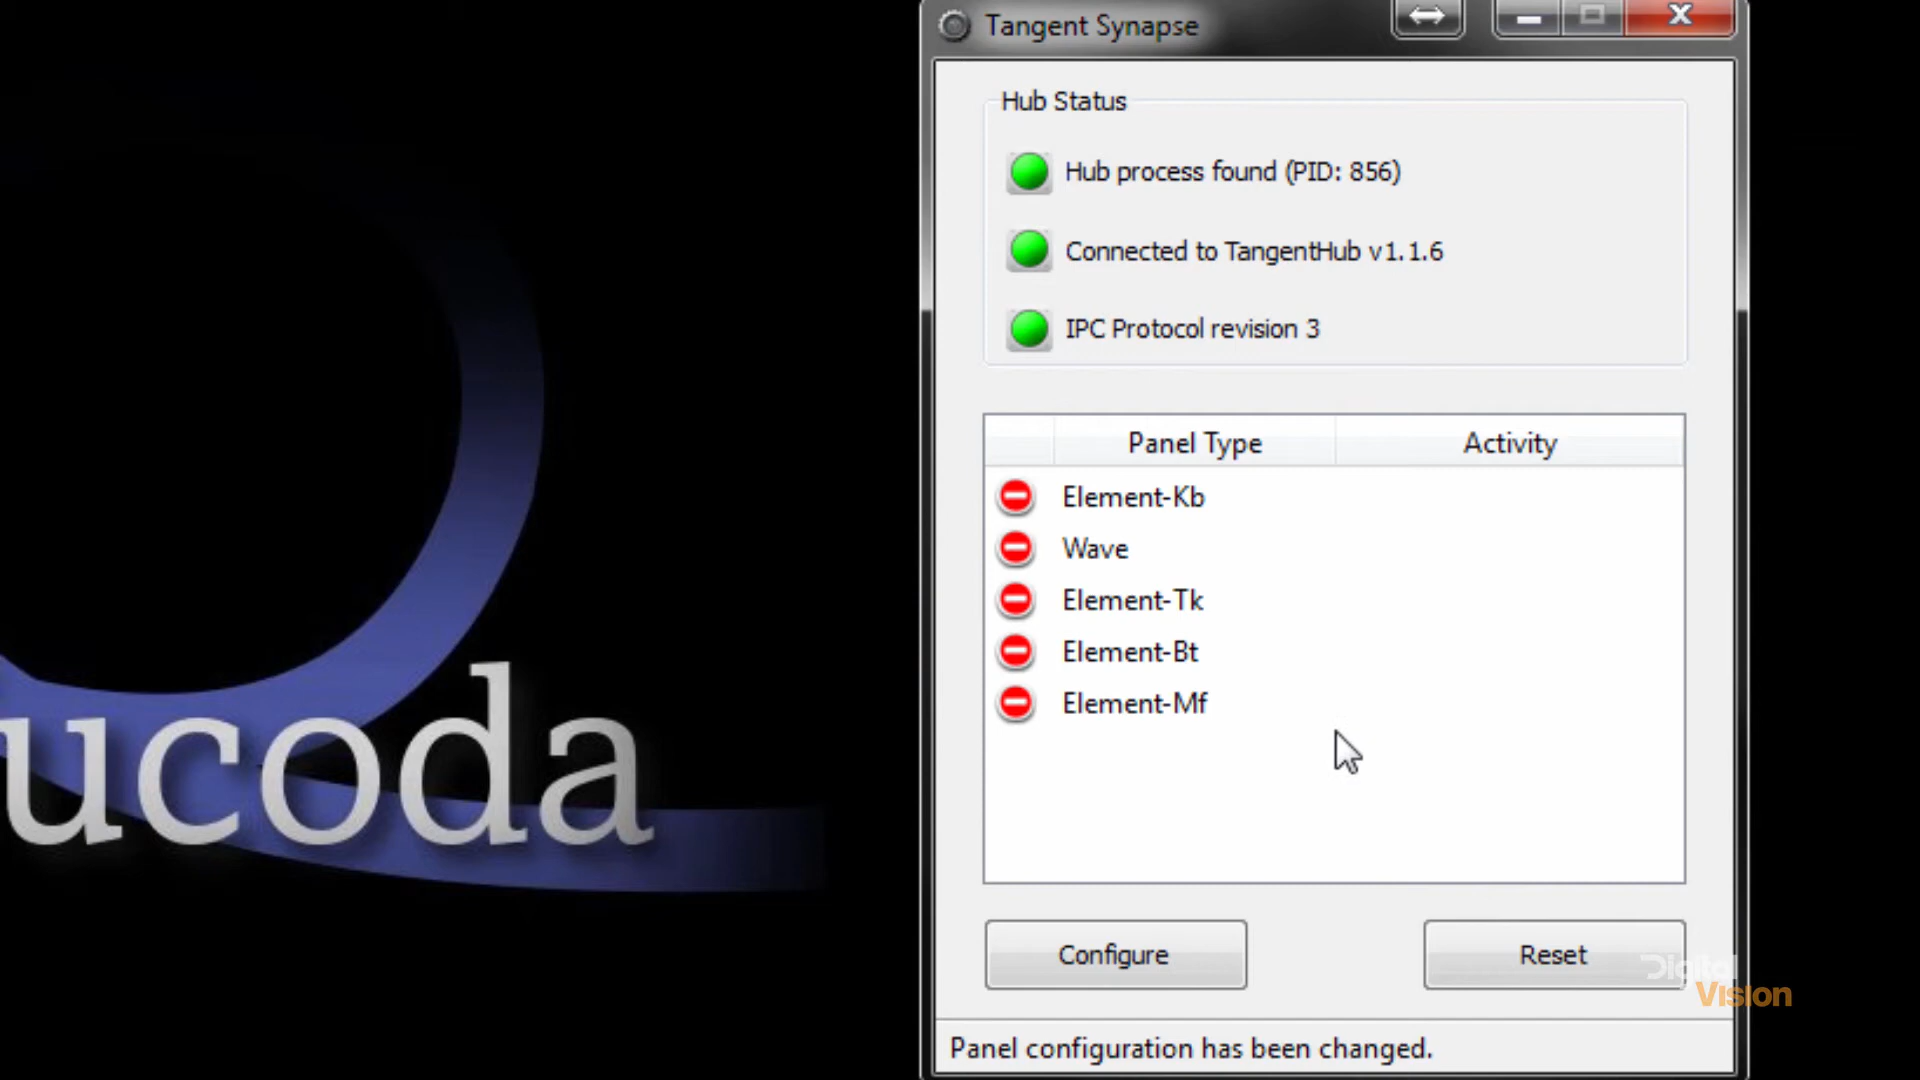 Tangent Synapse
Hub Status
Hub process found (PID: 856)
Connected to TangentHub v1.1.6
IPC Protocol revision 3
Panel Type Activity
Element-Kb
Wave
Element-Tk
Element-Bt
Element-Mf
ucoda
Configure Reset
Digital
Vision
Panel configuration has been changed.